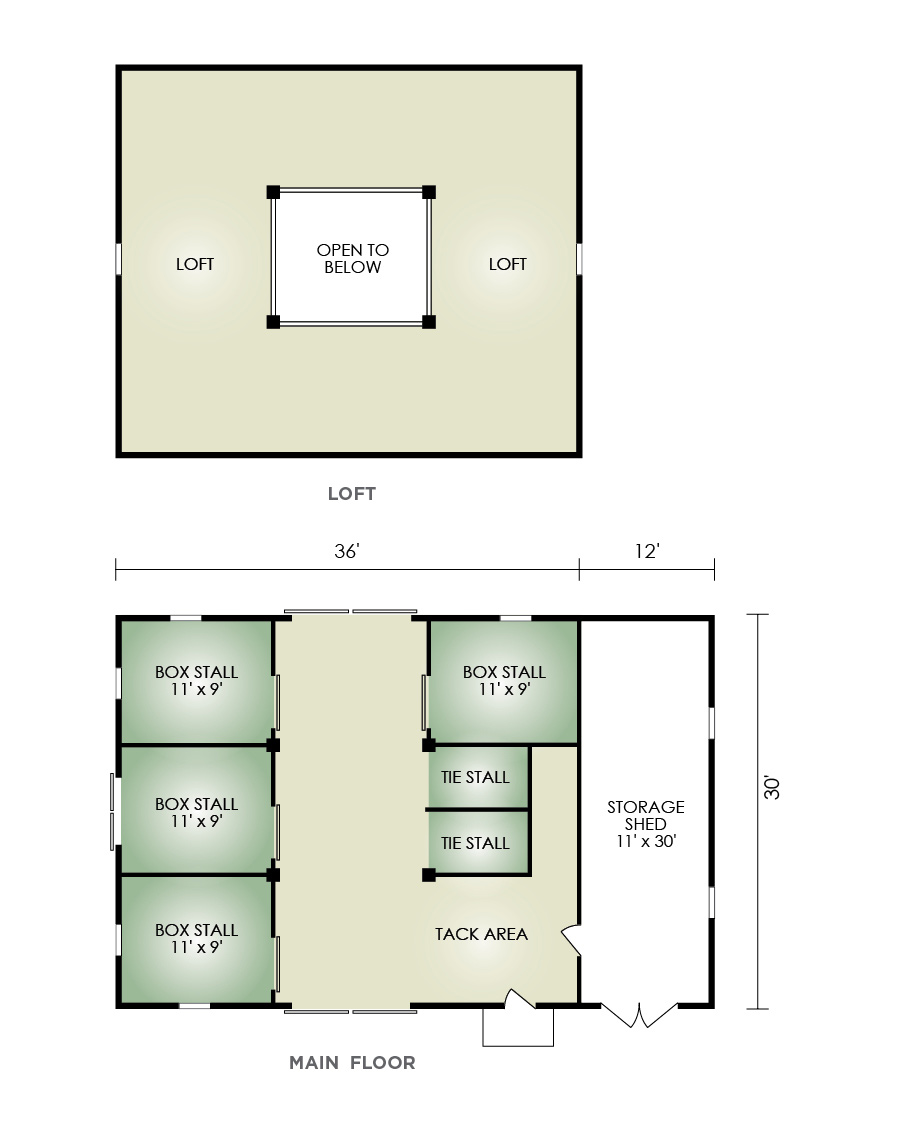 LOFT
OPEN TO
BELOW
LOFT
LOFT
36'
12'
BOX STALL
11' x 9'
BOX STALL
11' x 9'
TIE STALL
BOX STALL
11' x 9'
TIE STALL
STORAGE
SHED
11' x 30'
30'
BOX STALL
11' x 9'
TACK AREA
MAIN FLOOR